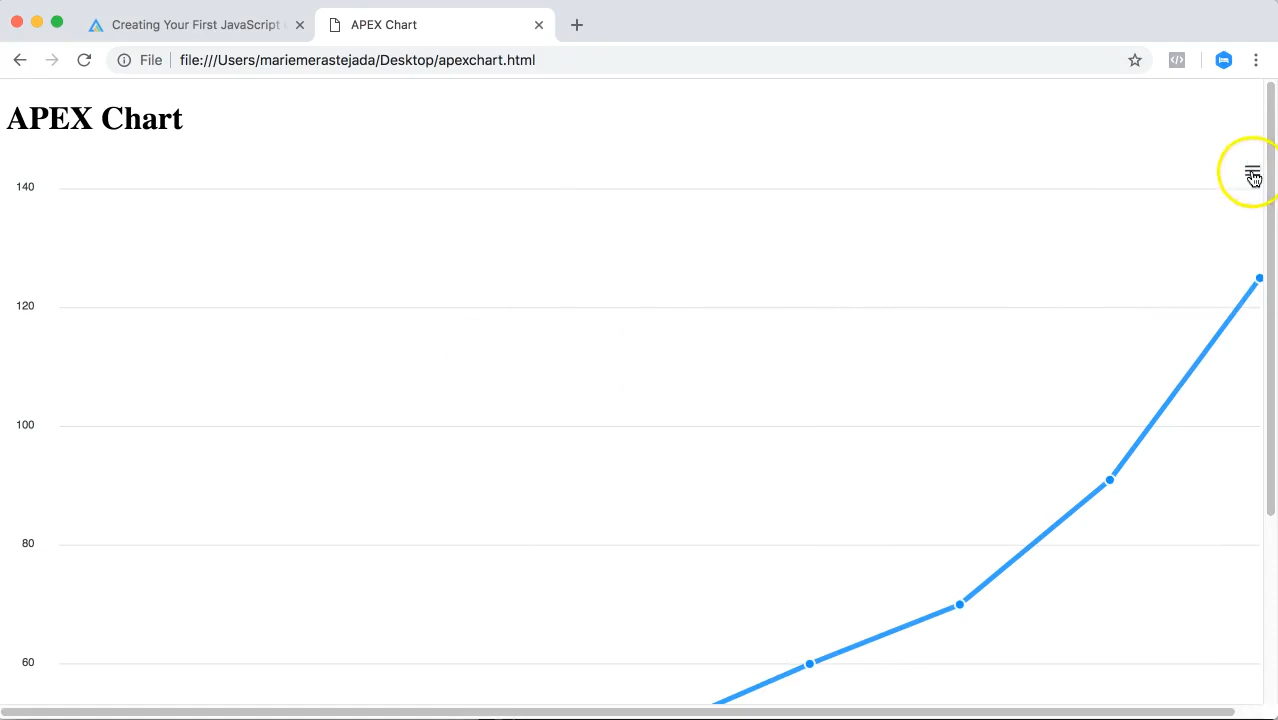 Creating Your First JavaScript
APEX Chart
File
file:///Users/mariemerastejada/Desktop/apexchart.html
APEX Chart
140
120
100
80
60